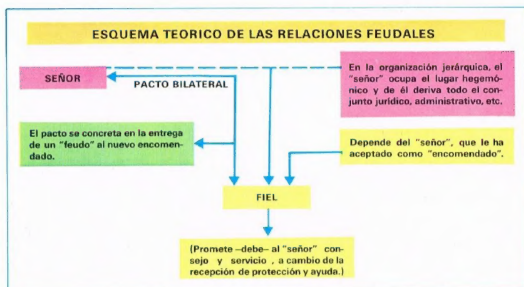 ESQUEMA TEORICO DE LAS RELACIONES FEUDALES
SEÑOR
PACTO BILATERAL
En la organización jerárquica, el
"señor" ocupa el lugar hegemó-
nico y de él deriva todo el con-
junto jurídico, administrativo, etc.
El pacto se concreta en la entrega
de un "feudo" al nuevo encomen-
dado.
Depende del "señor", que le ha
aceptado como "encomendado".
FIEL
(Promete —debe— al "señor" con-
sejo y servicio , a cambio de la
recepción de protección y ayuda.)